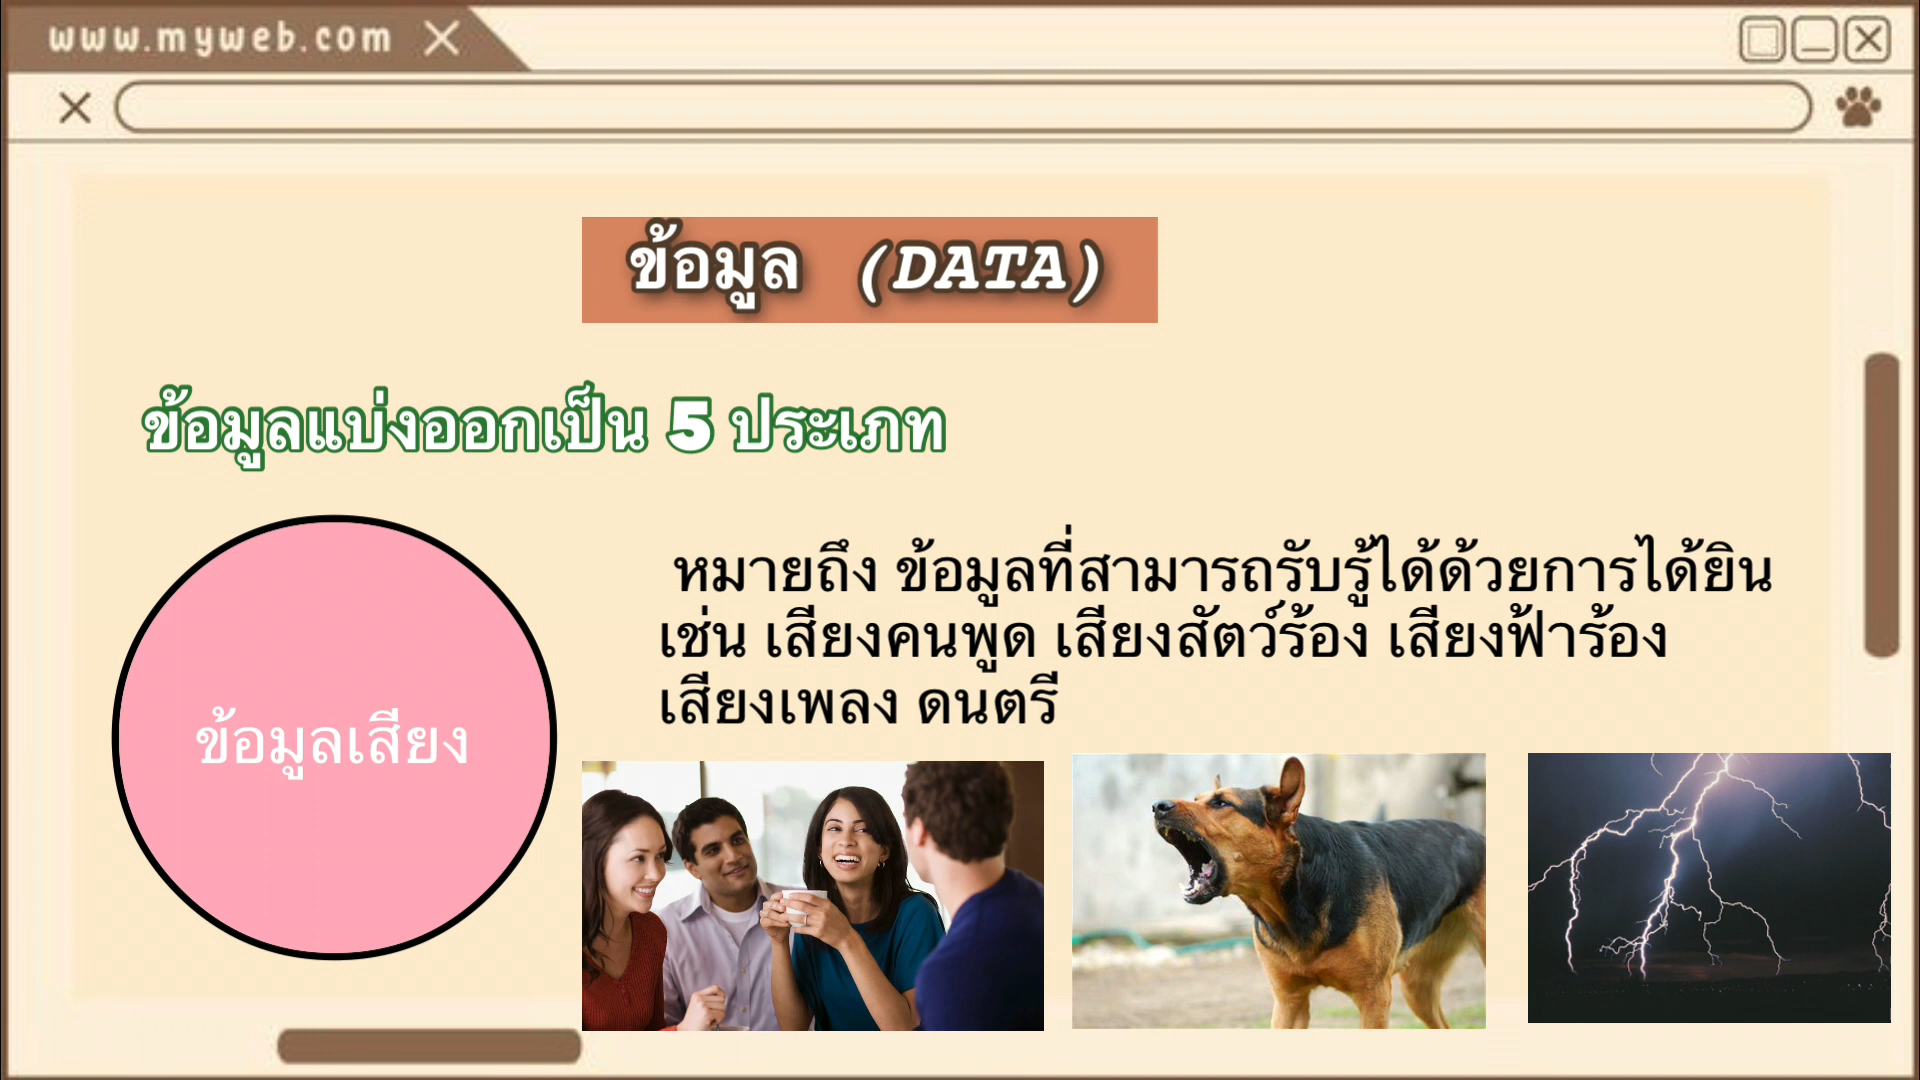 www.myweb.com
ข้อมูล (DATA)
ข้อมูลแบ่งออกเป็น 5 ประเภท
ข้อมูลเสียง
หมายถึง ข้อมูลที่สามารถรับรู้ได้ด้วยการได้ยิน
เช่น เสียงคนพูด เสียงสัตว์ร้อง เสียงฟ้าร้อง
เสียงเพลง ดนตรี